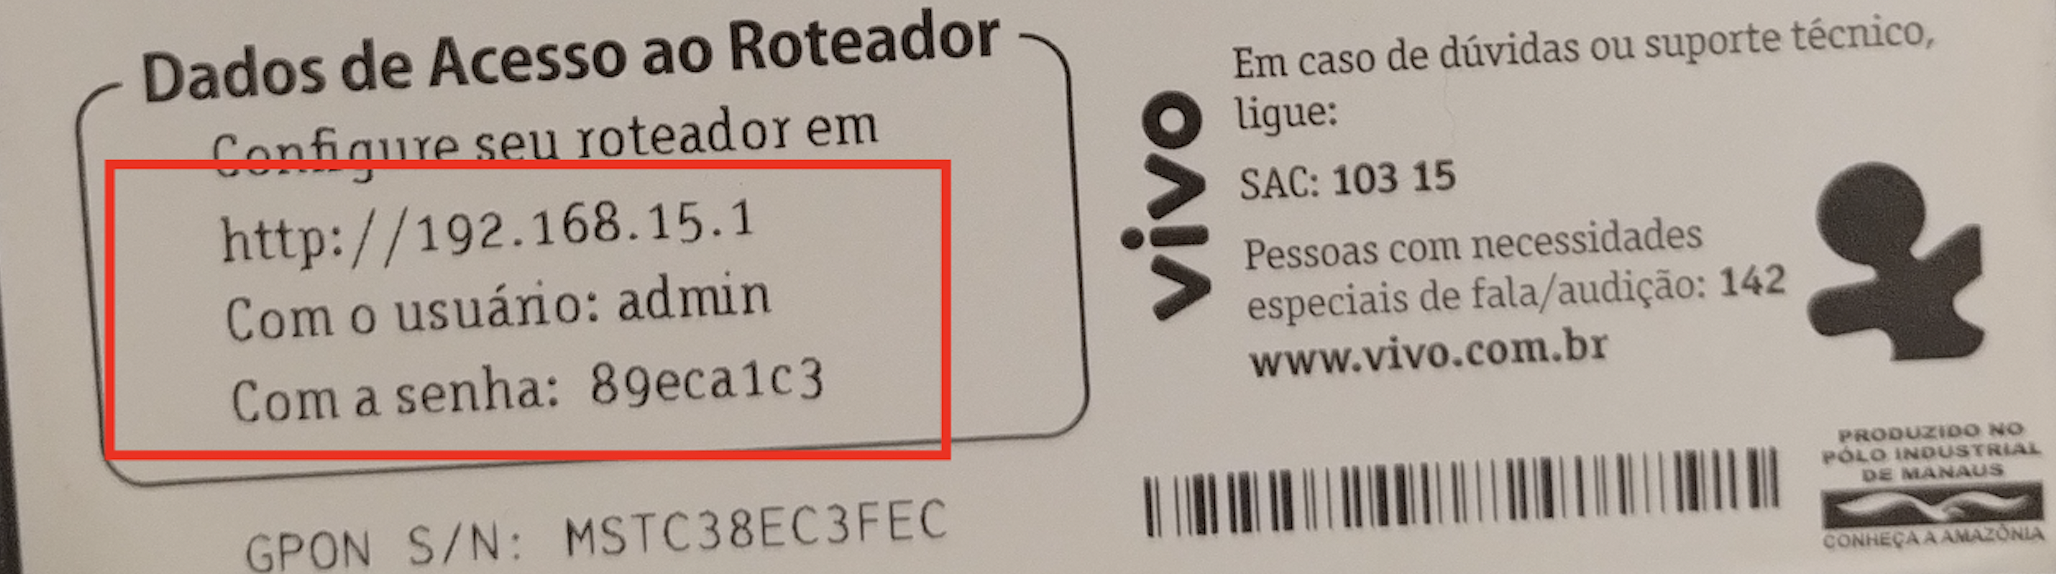 Dados de Acesso ao Roteador
Configure seu roteador em
http://192.168.15.1
Com o usuário: admin
Com a senha: 89eca1c3
GPON S/N: MSTC38EC3FEC
vivo
Em caso de dúvidas ou suporte técnico,
ligue:
SAC: 103 15
Pessoas com necessidades
especiais de fala/audição: 142
www.vivo.com.br
PRODUZIDO NO
PÓLO INDUSTRIAL
DE MANAUS
CONHEÇA A AMAZÔNIA